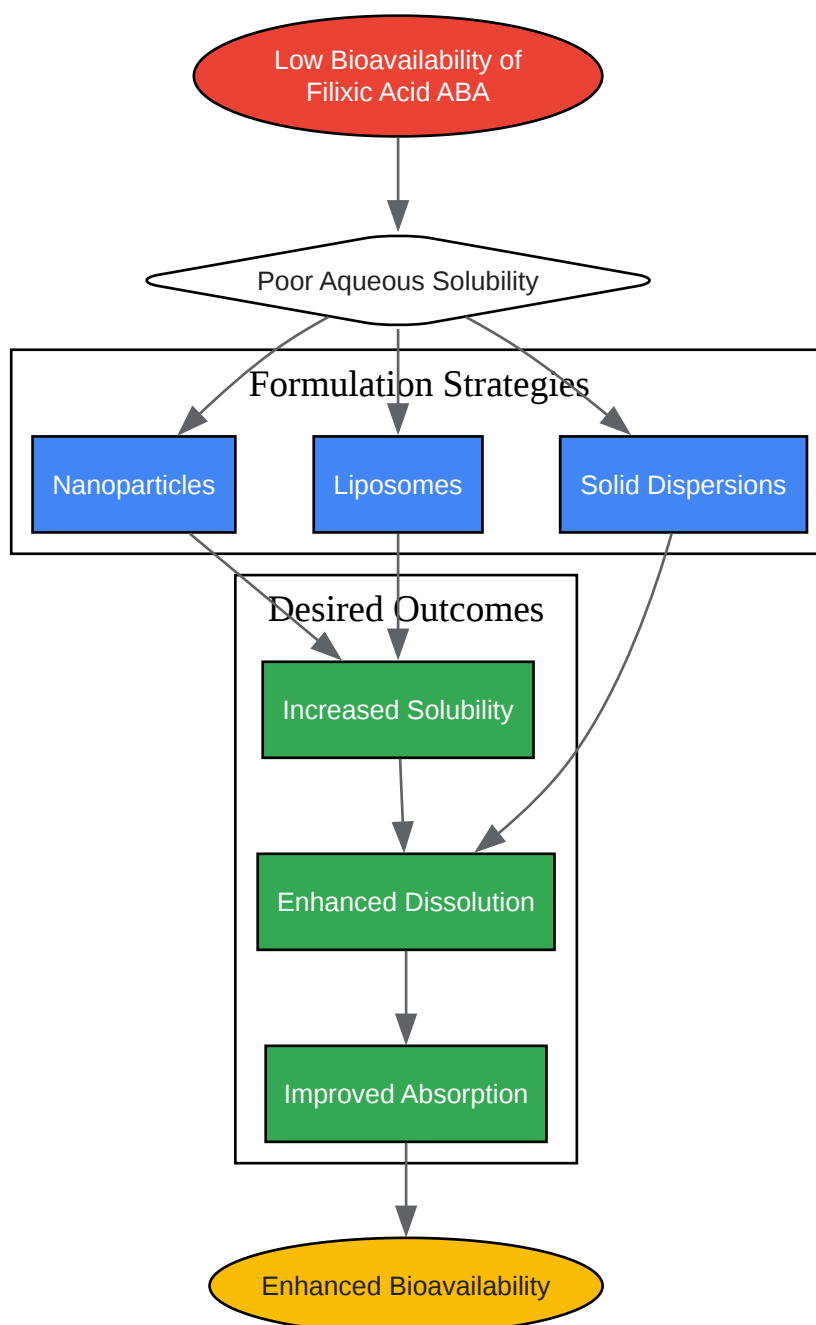 Low Bioavailability of
Filixic Acid ABA
Poor Aqueous Solubility
Formulation Strategies
Nanoparticles
Liposomes
Solid Dispersions
Desired Outcomes
Increased Solubility
Enhanced Dissolution
Improved Absorption
Enhanced Bioavailability